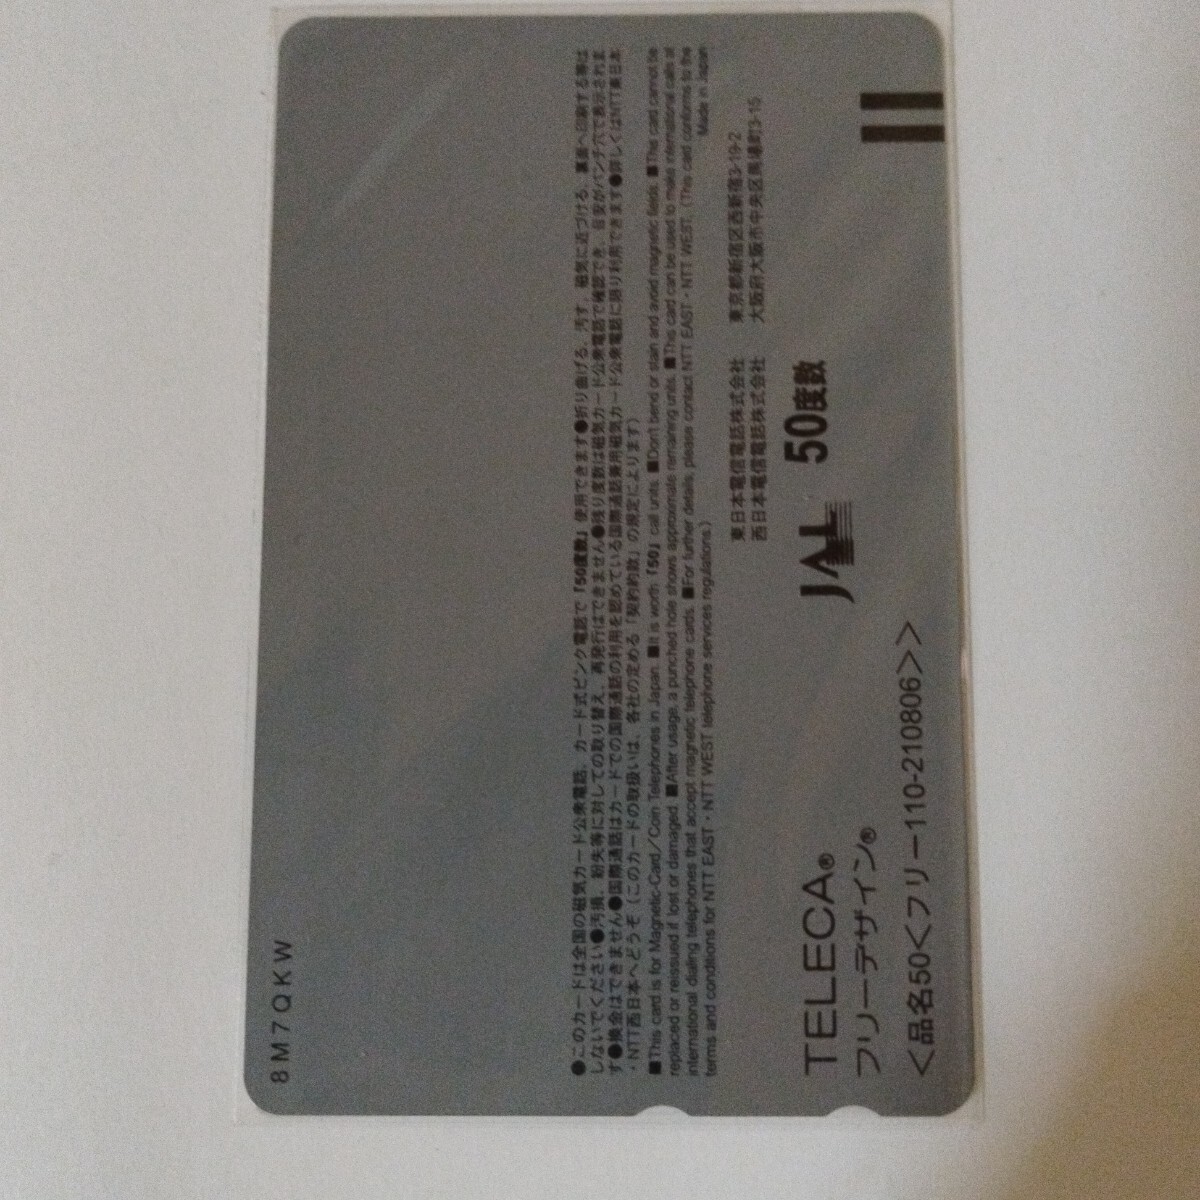 8M7QKW
●このカードは全国の磁気カード公衆電話、カード式ピンク電話で「50度数」使用できます●折り曲げる、汚す、磁気に近づける、裏面へ印刷する等は
しないでください●汚損、紛失等に対しての取り替え、再発行はできません●残り度数は磁気カード公衆電話で確認でき、目安がパンチ穴で表示されま
す●換金はできません●国際通話はカードでの国際通話の利用を認めている国際通話兼用磁気カード公衆電話に限り利用できます●詳しくはNTT東日本
・NTT西日本へどうぞ（このカードの取扱いは、各社の定める「契約約款」の規定によります）
■This card is for Magnetic-Card/Coin Telephones in Japan. ■It is worth「50」call units. ■Don't bend or stain and avoid magnetic fields. ■This card cannot be
replaced or reissued if lost or damaged. ■After usage, a punched hole shows approximate remaining units. ■This card can be used to make international calls at
international dialing telephones that accept magnetic telephone cards. ■For further details, please contact NTT EAST・NTT WEST. (This card conforms to the
terms and conditions for NTT EAST・NTT WEST telephone services regulations.)
Made in Japan
東日本電信電話株式会社 東京都新宿区西新宿3-19-2
西日本電信電話株式会社 大阪府大阪市中央区馬場町3-15
TELECA® JAL 50度数
フリーデザイン®
＜品名50＜フリー110-210806＞＞